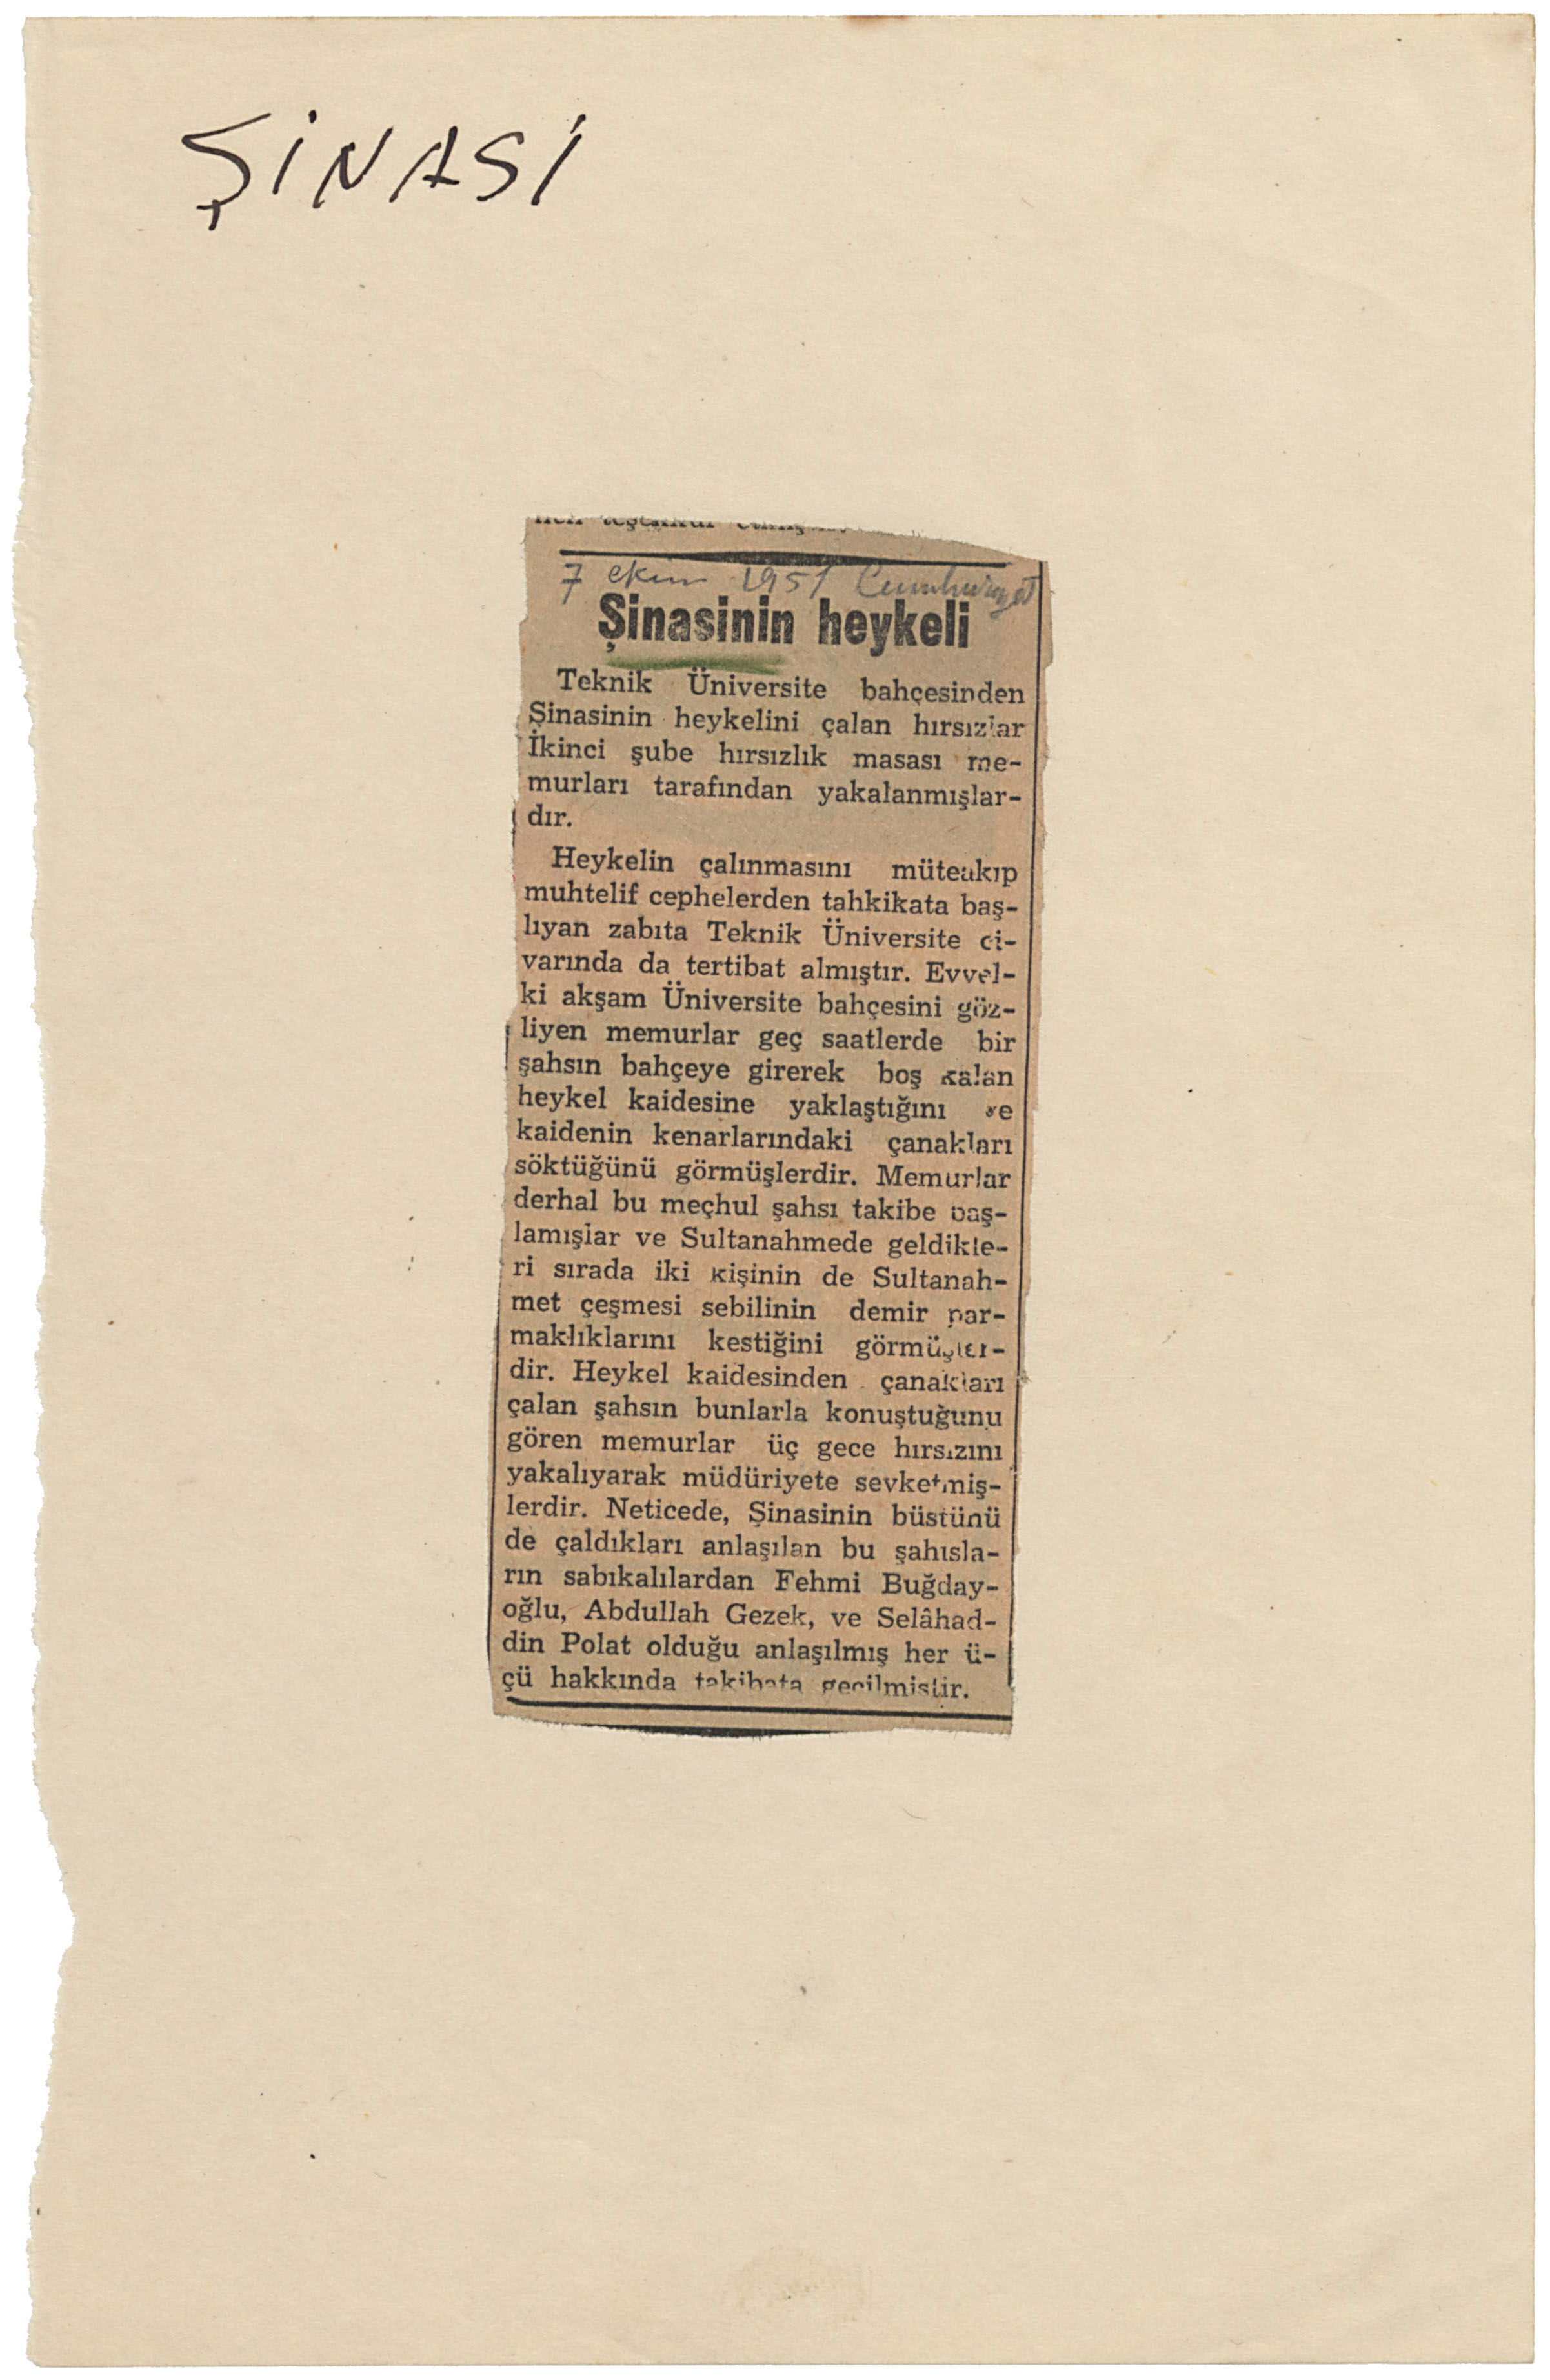 ŞİNASİ
7 ekim 1951 Cumhuriyet
Şinasinin heykeli
Teknik Üniversite bahçesinden
Şinasinin heykelini çalan hırsızlar
İkinci şube hırsızlık masası me-
murları tarafından yakalanmışlar-
dır.
Heykelin çalınmasını müteakıp
muhtelif cephelerden tahkikata baş-
lıyan zabıta Teknik Üniversite ci-
varında da tertibat almıştır. Evvel-
ki akşam Üniversite bahçesini göz-
liyen memurlar geç saatlerde bir
şahsın bahçeye girerek boş kalan
heykel kaidesine yaklaştığını ve
kaidenin kenarlarındaki çanakları
söktüğünü görmüşlerdir. Memurlar
derhal bu meçhul şahsı takibe baş-
lamışlar ve Sultanahmede geldikle-
ri sırada iki kişinin de Sultanah-
met çeşmesi sebilinin demir par-
maklıklarını kestiğini görmüşler-
dir. Heykel kaidesinden çanakları
çalan şahsın bunlarla konuştuğunu
gören memurlar üç gece hırsızını
yakalıyarak müdüriyete sevketmiş-
lerdir. Neticede, Şinasinin büstünü
de çaldıkları anlaşılan bu şahısla-
rın sabıkalılardan Fehmi Buğday-
oğlu, Abdullah Gezek, ve Selâhad-
din Polat olduğu anlaşılmış her ü-
çü hakkında takibata geçilmiştir.